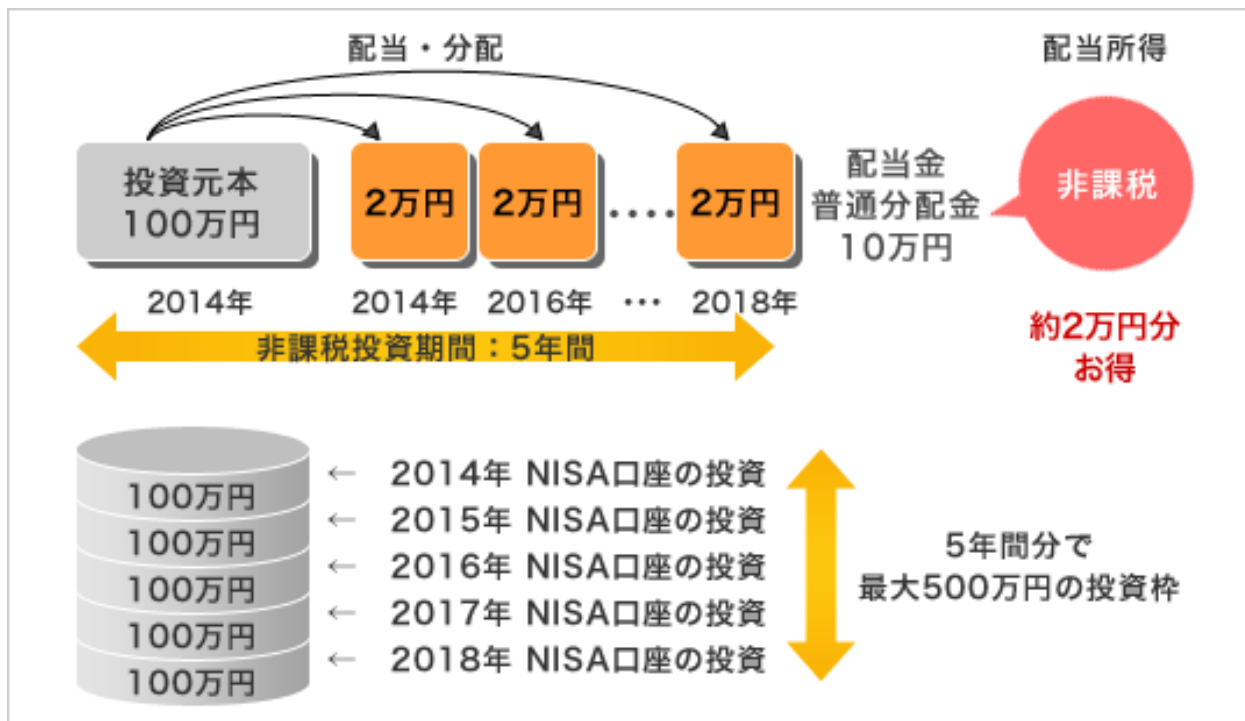 配当・分配
配当所得
投資元本
100万円
2万円
2万円
‥‥
2万円
配当金
普通分配金
10万円
非課税
2014年
2014年
2016年
…
2018年
非課税投資期間：5年間
約2万円分
お得
100万円
100万円
100万円
100万円
100万円
← 2014年 NISA口座の投資
← 2015年 NISA口座の投資
← 2016年 NISA口座の投資
← 2017年 NISA口座の投資
← 2018年 NISA口座の投資
5年間分で
最大500万円の投資枠